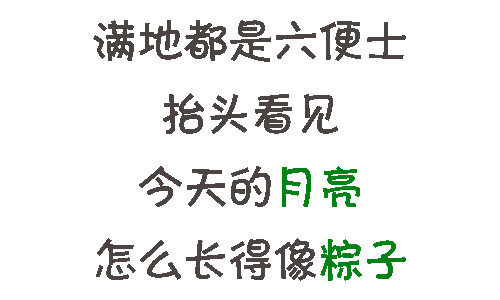 满地都是六便士
抬头看见
今天的月亮
怎么长得像粽子